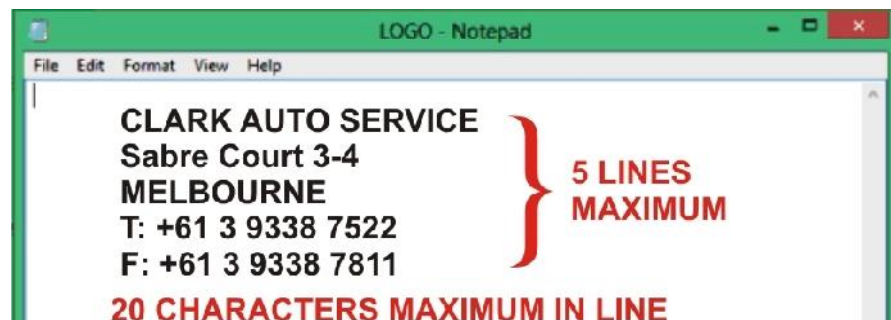 LOGO - Notepad
File Edit Format View Help
CLARK AUTO SERVICE
Sabre Court 3-4
MELBOURNE
T: +61 3 9338 7522
F: +61 3 9338 7811
5 LINES
MAXIMUM
20 CHARACTERS MAXIMUM IN LINE